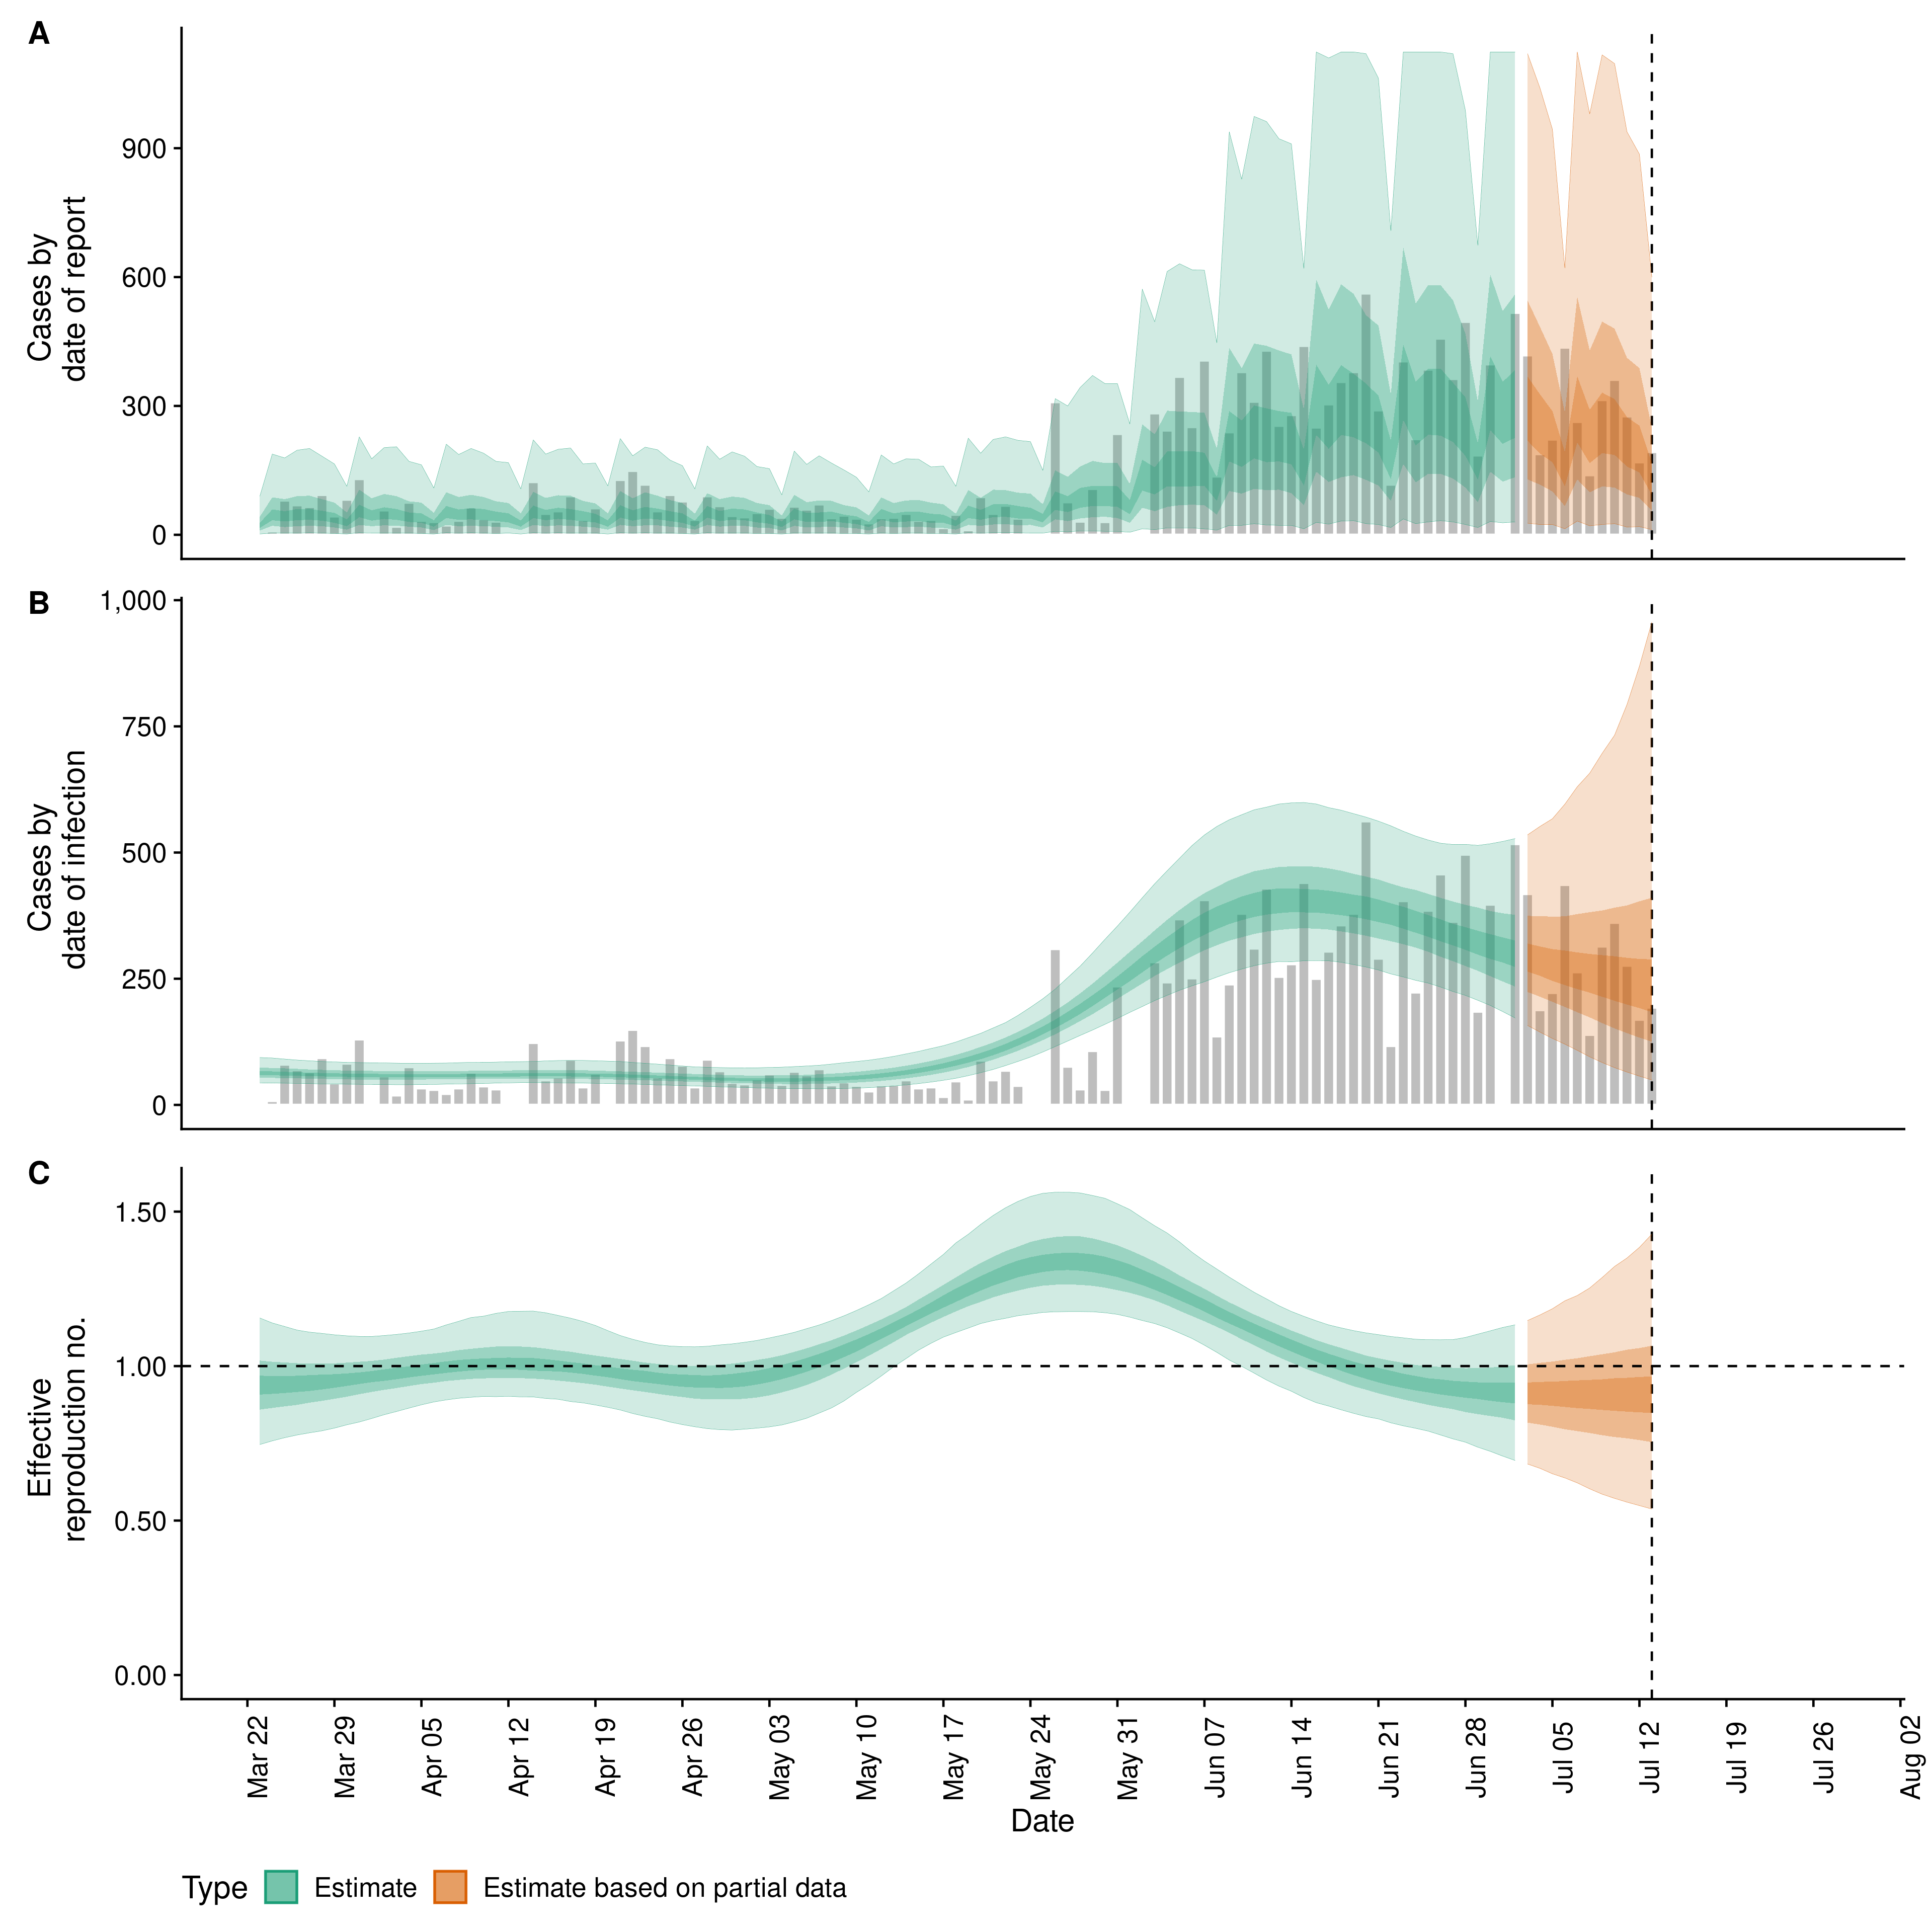 A
Cases by
date of report
900
600
300
0
B
Cases by
date of infection
1,000
750
500
250
0
C
Effective
reproduction no.
1.50
1.00
0.50
0.00
Mar 22
Mar 29
Apr 05
Apr 12
Apr 19
Apr 26
May 03
May 10
May 17
May 24
May 31
Jun 07
Jun 14
Jun 21
Jun 28
Jul 05
Jul 12
Jul 19
Jul 26
Aug 02
Date
Type Estimate Estimate based on partial data